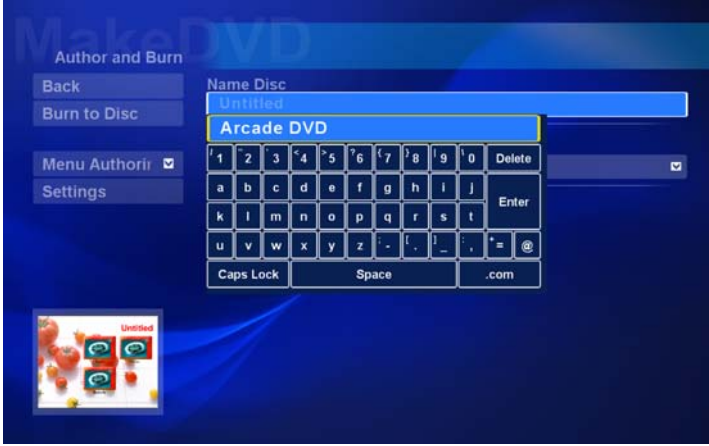 MakeDVD
Author and Burn
Back
Burn to Disc
Menu Authorin
Settings
Name Disc
Untitled
Arcade DVD
1 2 3 4 5 6 7 8 9 0 Delete
a b c d e f g h i j
Enter
k l m n o p q r s t
u v w x y z - . _ , = @
Caps Lock Space .com
Untitled